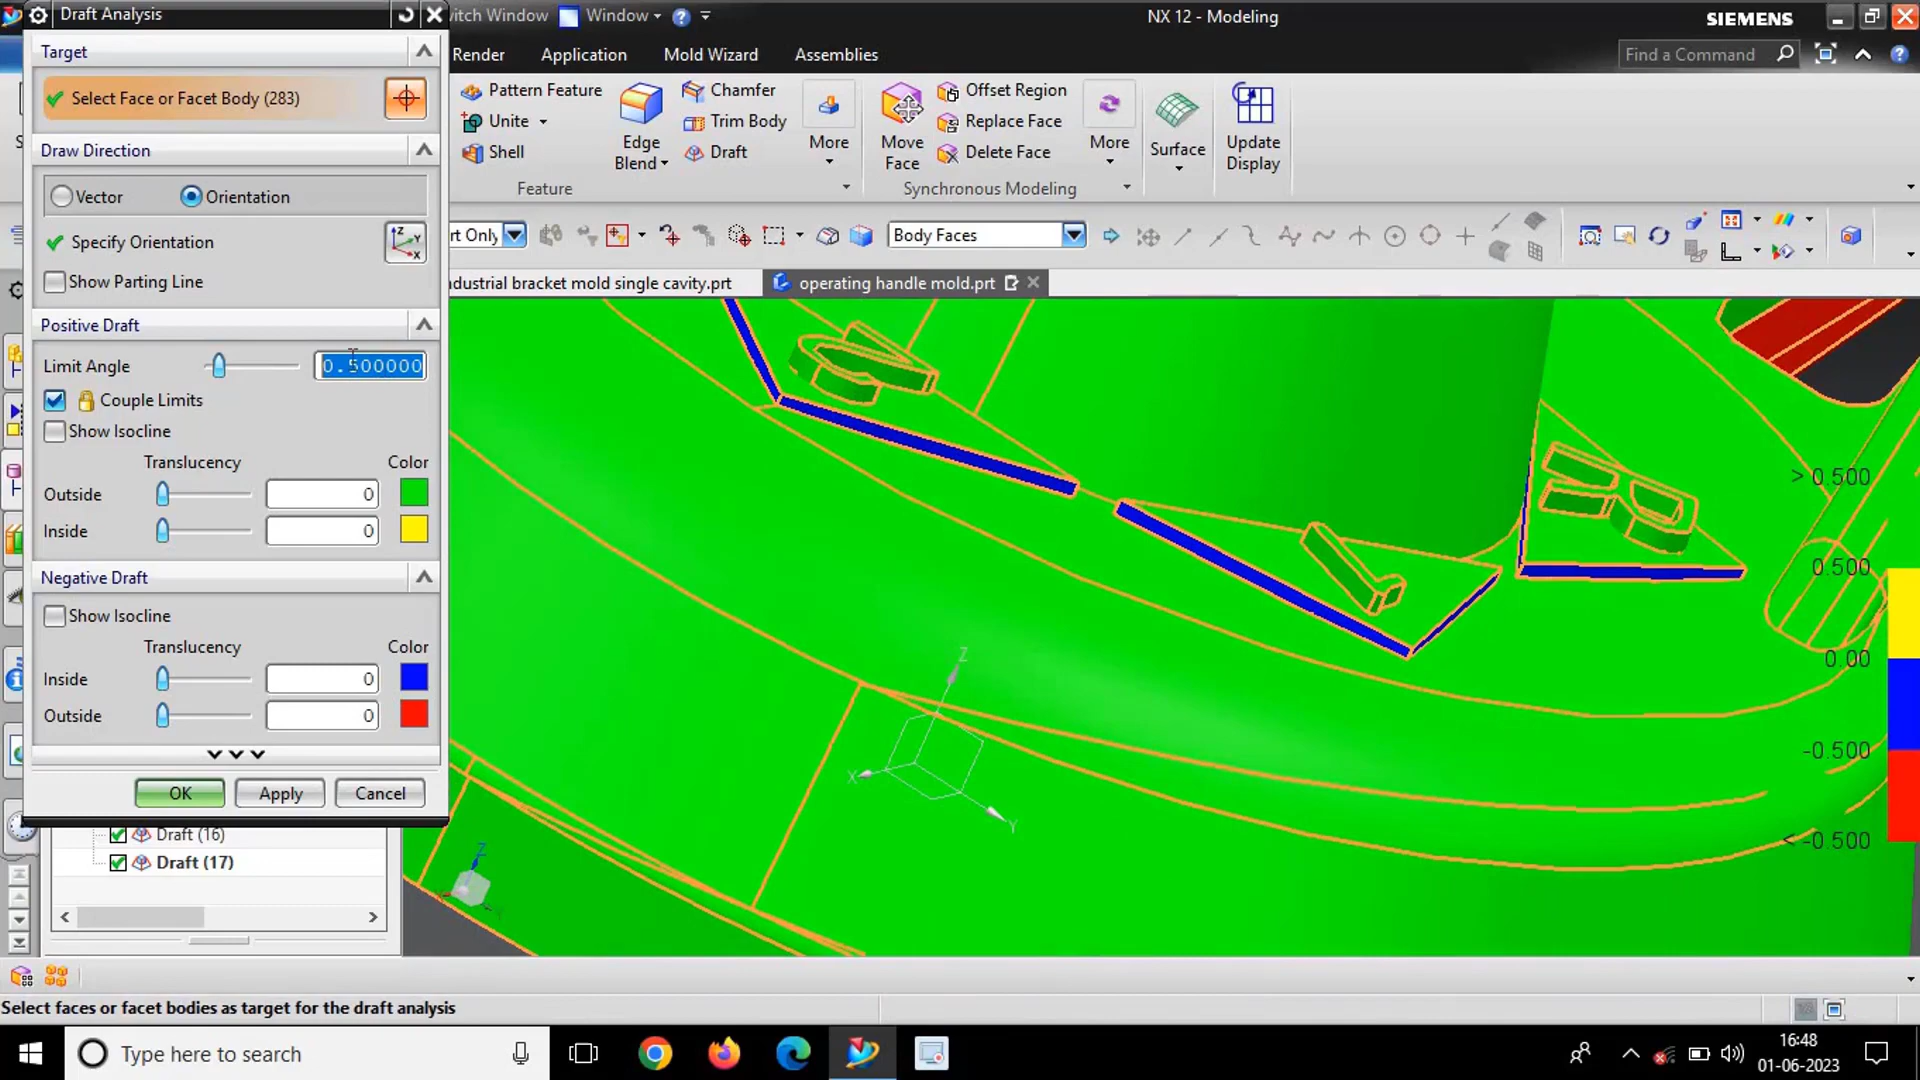 Draft Analysis
witch Window
Window
NX 12 - Modeling
SIEMENS
Render
Application
Mold Wizard
Assemblies
Find a Command
Target
Select Face or Facet Body (283)
Pattern Feature
Unite
Shell
Edge
Blend
Chamfer
Trim Body
Draft
More
Move
Face
Offset Region
Replace Face
Delete Face
More
Surface
Update
Display
Feature
Synchronous Modeling
Draw Direction
Vector
Orientation
Specify Orientation
Show Parting Line
rt Only
Body Faces
ndustrial bracket mold single cavity.prt
operating handle mold.prt
Positive Draft
Limit Angle
0.500000
Couple Limits
Show Isocline
Translucency
Color
Outside
0
Inside
0
Negative Draft
Show Isocline
Translucency
Color
Inside
0
Outside
0
OK
Apply
Cancel
Draft (16)
Draft (17)
> 0.500
0.500
0.00
-0.500
< -0.500
Z
X
Y
Z
Select faces or facet bodies as target for the draft analysis
Type here to search
16:48
01-06-2023